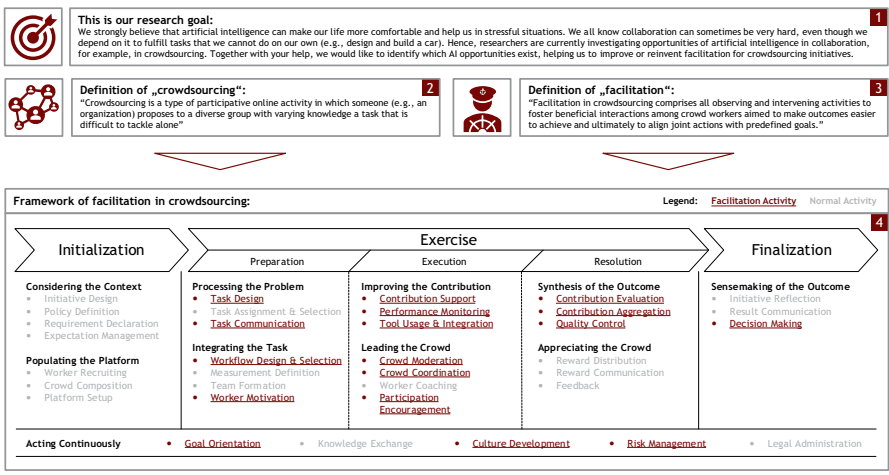 This is our research goal:
1
We strongly believe that artificial intelligence can make our life more comfortable and help us in stressful situations. We all know collaboration can sometimes be very hard, even though we
depend on it to fulfill tasks that we cannot do on our own (e.g., design and build a car). Hence, researchers are currently investigating opportunities of artificial intelligence in collaboration,
for example, in crowdsourcing. Together with your help, we would like to identify which AI opportunities exist, helping us to improve or reinvent facilitation for crowdsourcing initiatives.
Definition of „crowdsourcing“:
2
“Crowdsourcing is a type of participative online activity in which someone (e.g., an
organization) proposes to a diverse group with varying knowledge a task that is
difficult to tackle alone”
Definition of „facilitation“:
3
“Facilitation in crowdsourcing comprises all observing and intervening activities to
foster beneficial interactions among crowd workers aimed to make outcomes easier
to achieve and ultimately to align joint actions with predefined goals.”
Framework of facilitation in crowdsourcing:
Legend: Facilitation Activity Normal Activity
4
Initialization
Exercise
Preparation
Execution
Resolution
Finalization
Considering the Context
• Initiative Design
• Policy Definition
• Requirement Declaration
• Expectation Management
Populating the Platform
• Worker Recruiting
• Crowd Composition
• Platform Setup
Processing the Problem
• Task Design
• Task Assignment & Selection
• Task Communication
Integrating the Task
• Workflow Design & Selection
• Measurement Definition
• Team Formation
• Worker Motivation
Improving the Contribution
• Contribution Support
• Performance Monitoring
• Tool Usage & Integration
Leading the Crowd
• Crowd Moderation
• Crowd Coordination
• Worker Coaching
• Participation
Encouragement
Synthesis of the Outcome
• Contribution Evaluation
• Contribution Aggregation
• Quality Control
Appreciating the Crowd
• Reward Distribution
• Reward Communication
• Feedback
Sensemaking of the Outcome
• Initiative Reflection
• Result Communication
• Decision Making
Acting Continuously • Goal Orientation • Knowledge Exchange • Culture Development • Risk Management • Legal Administration